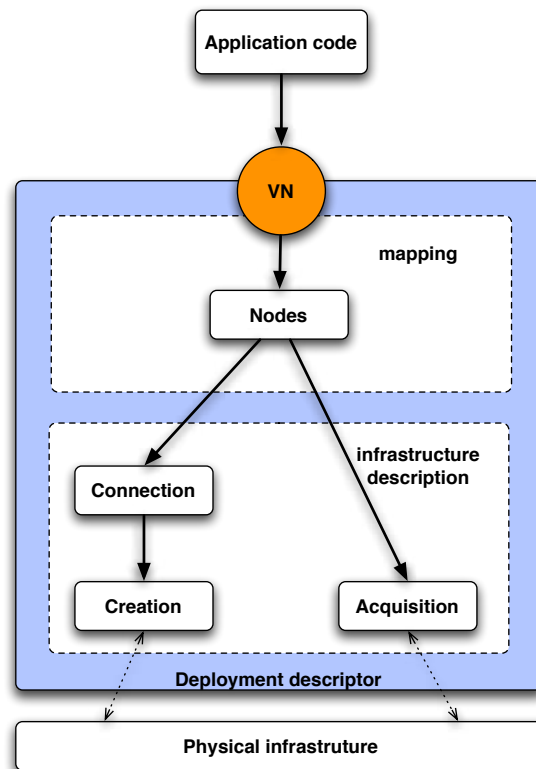 Application code
VN
mapping
Nodes
infrastructure
description
Connection
Creation
Acquisition
Deployment descriptor
Physical infrastruture